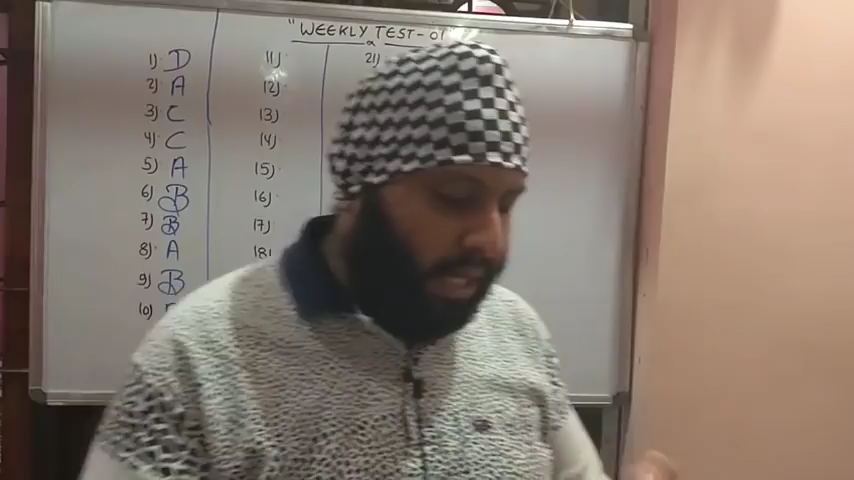 "WEEKLY TEST-01
1) D
2) A
3) C
4) C
5) A
6) B
7) B
8) A
9) B
10)
11)
12)
13)
14)
15)
16)
17)
18)
21)